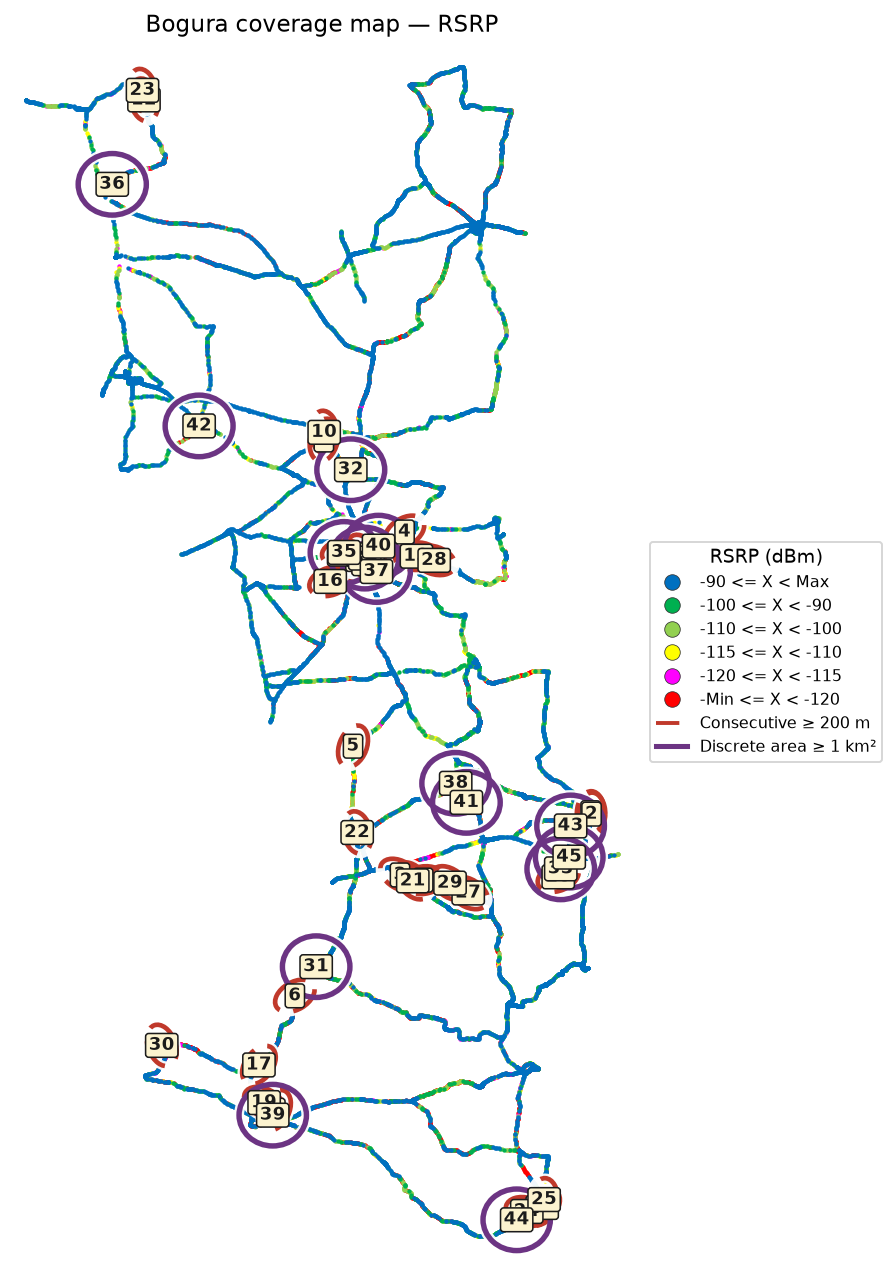 Bogura coverage map — RSRP
23
36
42
10
32
4
35
40
28
37
16
5
38
41
2
43
22
45
21
29
31
6
30
17
19
39
25
44
RSRP (dBm)
-90 <= X < Max
-100 <= X < -90
-110 <= X < -100
-115 <= X < -110
-120 <= X < -115
-Min <= X < -120
Consecutive ≥ 200 m
Discrete area ≥ 1 km²